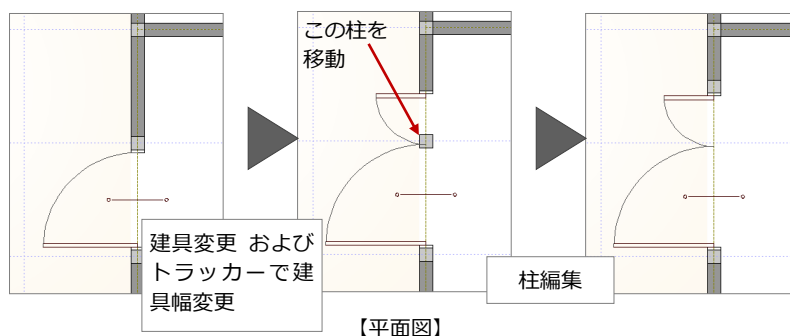 この柱を
移動
建具変更 および
トラッカーで建
具幅変更
柱編集
【平面図】